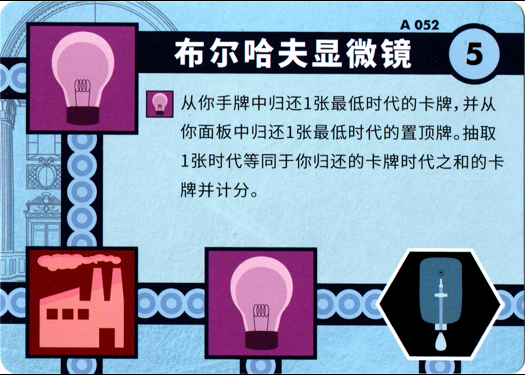 A 052
布尔哈夫显微镜
5
从你手牌中归还1张最低时代的卡牌,并从
你面板中归还1张最低时代的置顶牌。抽取
1张时代等同于你归还的卡牌时代之和的卡
牌并计分。